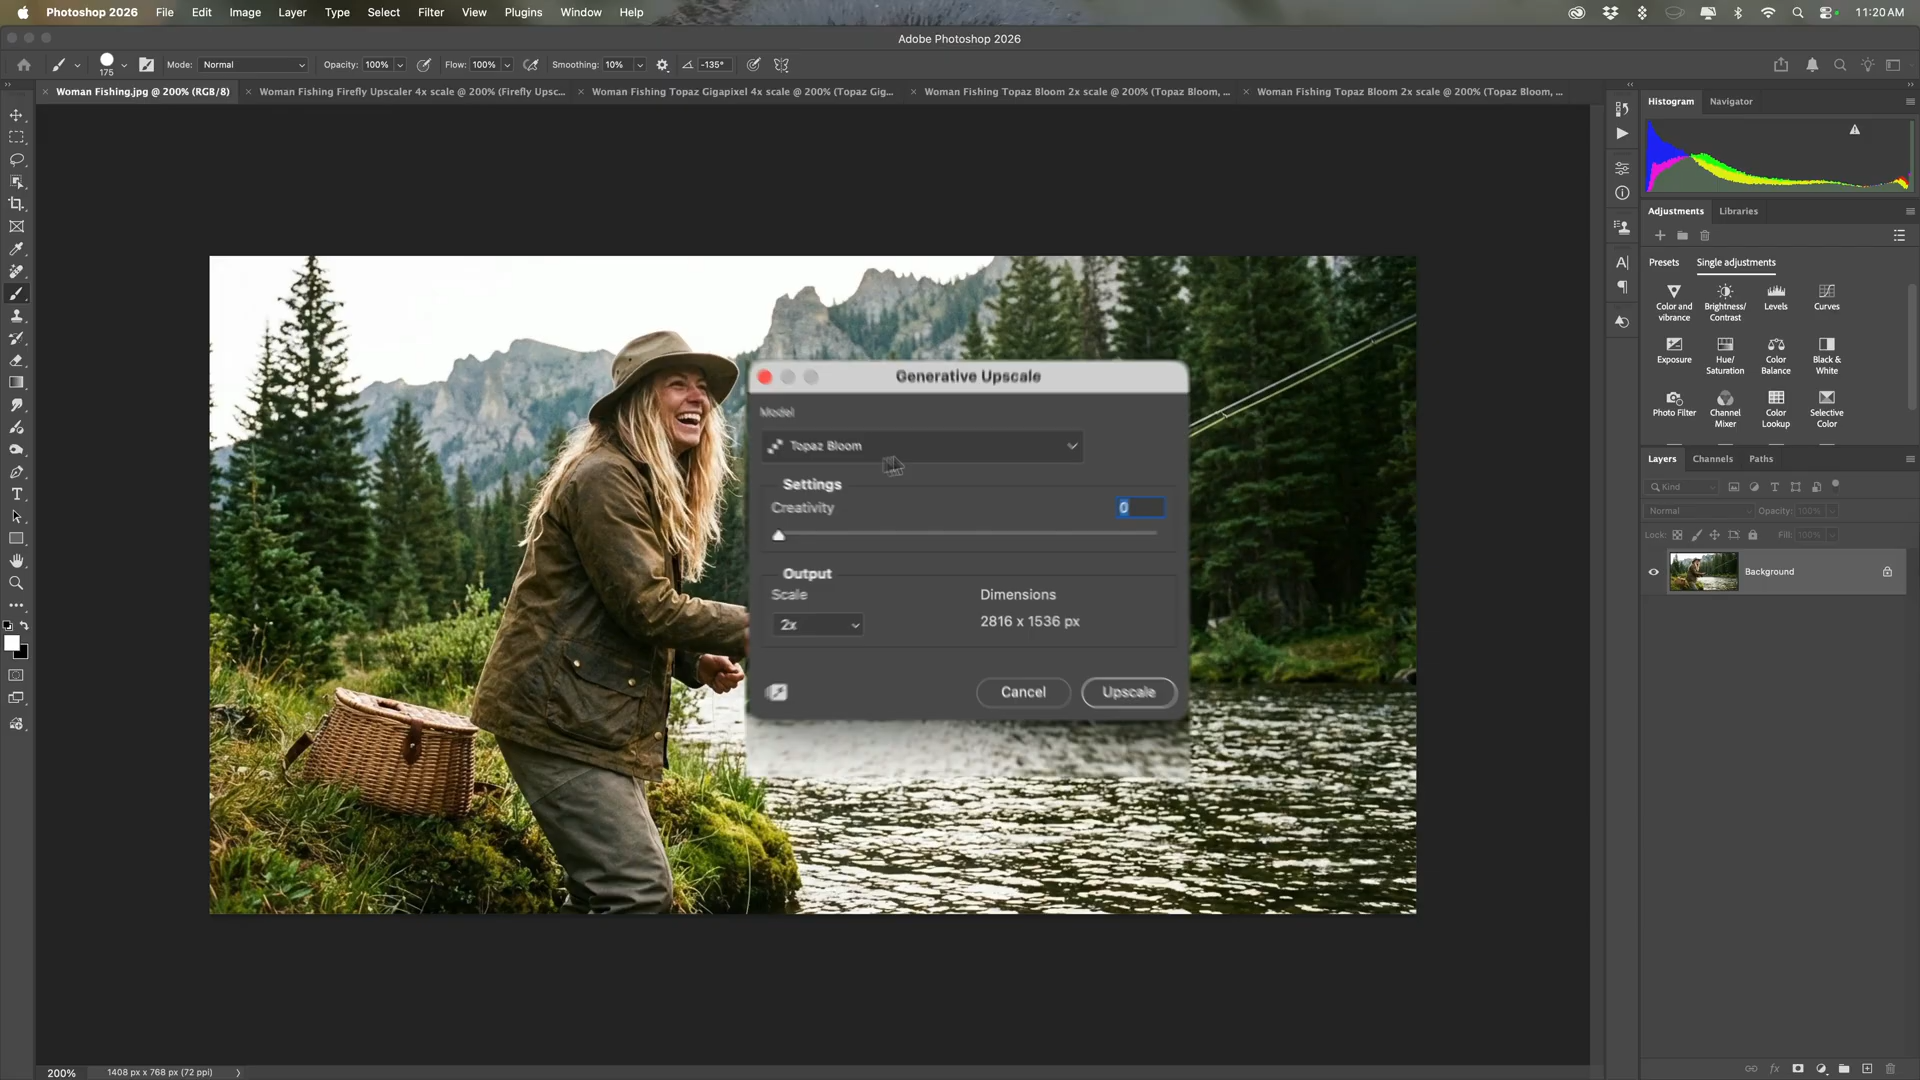 Photoshop 2026 File Edit Image Layer Type Select Filter View Plugins Window Help 11:20 AM
Adobe Photoshop 2026
175 Mode: Normal Opacity: 100% Flow: 100% Smoothing: 10% -135°
Woman Fishing.jpg @ 200% (RGB/8) Woman Fishing Firefly Upscaler 4x scale @ 200% (Firefly Upsc... Woman Fishing Topaz Gigapixel 4x scale @ 200% (Topaz Gig... Woman Fishing Topaz Bloom 2x scale @ 200% (Topaz Bloom, ... Woman Fishing Topaz Bloom 2x scale @ 200% (Topaz Bloom, ...
Histogram Navigator
Adjustments Libraries
Presets Single adjustments
Color and vibrance Brightness/Contrast Levels Curves
Exposure Hue/Saturation Color Balance Black & White
Photo Filter Channel Mixer Color Lookup Selective Color
Layers Channels Paths
Kind
Normal Opacity: 100%
Lock: Fill: 100%
Background
Generative Upscale
Model
Topaz Bloom
Settings
Creativity 0
Output
Scale Dimensions
2x 2816 x 1536 px
Cancel Upscale
200% 1408 px x 768 px (72 ppi)